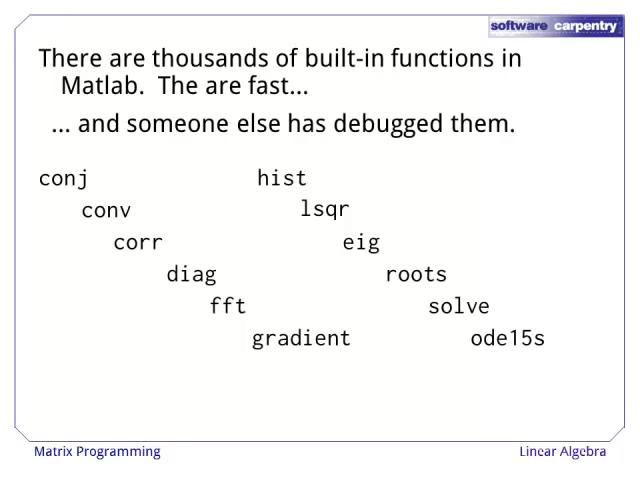 software carpentry
There are thousands of built-in functions in
Matlab. The are fast...
... and someone else has debugged them.
conj hist
conv lsqr
corr eig
diag roots
fft solve
gradient ode15s
Matrix Programming Linear Algebra